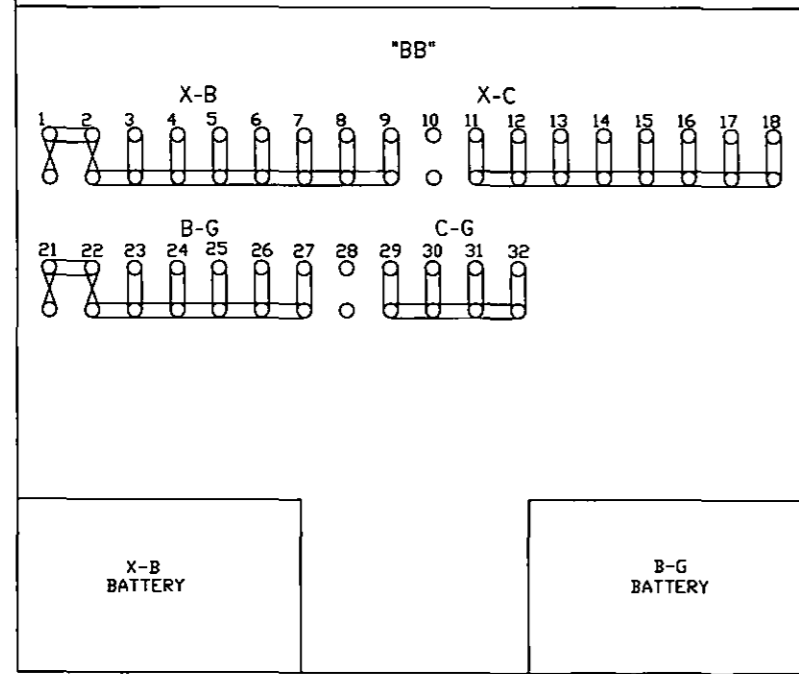 "BB"
X-B X-C
1 2 3 4 5 6 7 8 9 10 11 12 13 14 15 16 17 18
B-G C-G
21 22 23 24 25 26 27 28 29 30 31 32
X-B
BATTERY
B-G
BATTERY